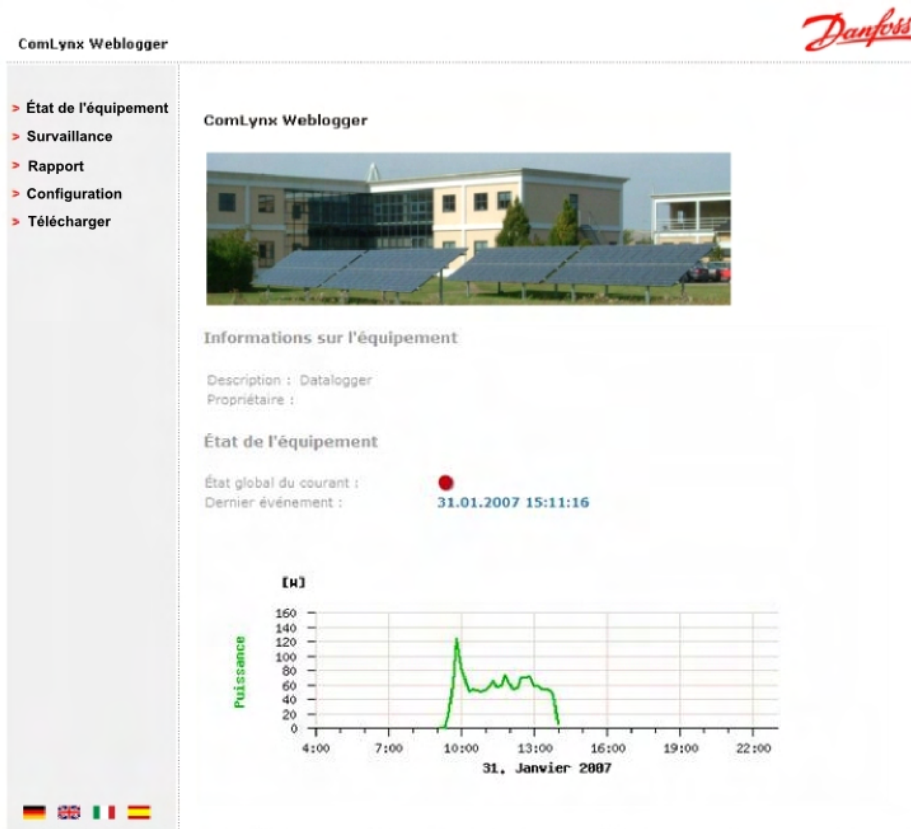 ComLynx Weblogger
Danfoss
> État de l'équipement
> Survaillance
> Rapport
> Configuration
> Télécharger
ComLynx Weblogger
Informations sur l'équipement
Description : Datalogger
Propriétaire :
État de l'équipement
État global du courant :
Dernier événement : 31.01.2007 15:11:16
[W]
Puissance
160
140
120
100
80
60
40
20
0
4:00 7:00 10:00 13:00 16:00 19:00 22:00
31. Janvier 2007